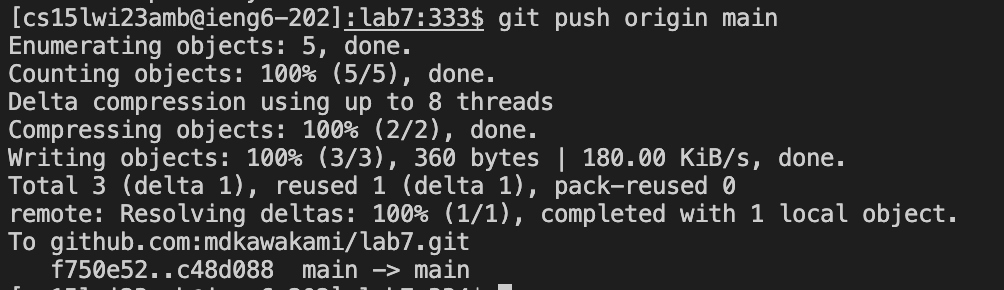 [cs15lwi23amb@ieng6-202]:lab7:333$ git push origin main
Enumerating objects: 5, done.
Counting objects: 100% (5/5), done.
Delta compression using up to 8 threads
Compressing objects: 100% (2/2), done.
Writing objects: 100% (3/3), 360 bytes | 180.00 KiB/s, done.
Total 3 (delta 1), reused 1 (delta 1), pack-reused 0
remote: Resolving deltas: 100% (1/1), completed with 1 local object.
To github.com:mdkawakami/lab7.git
   f750e52..c48d088  main -> main